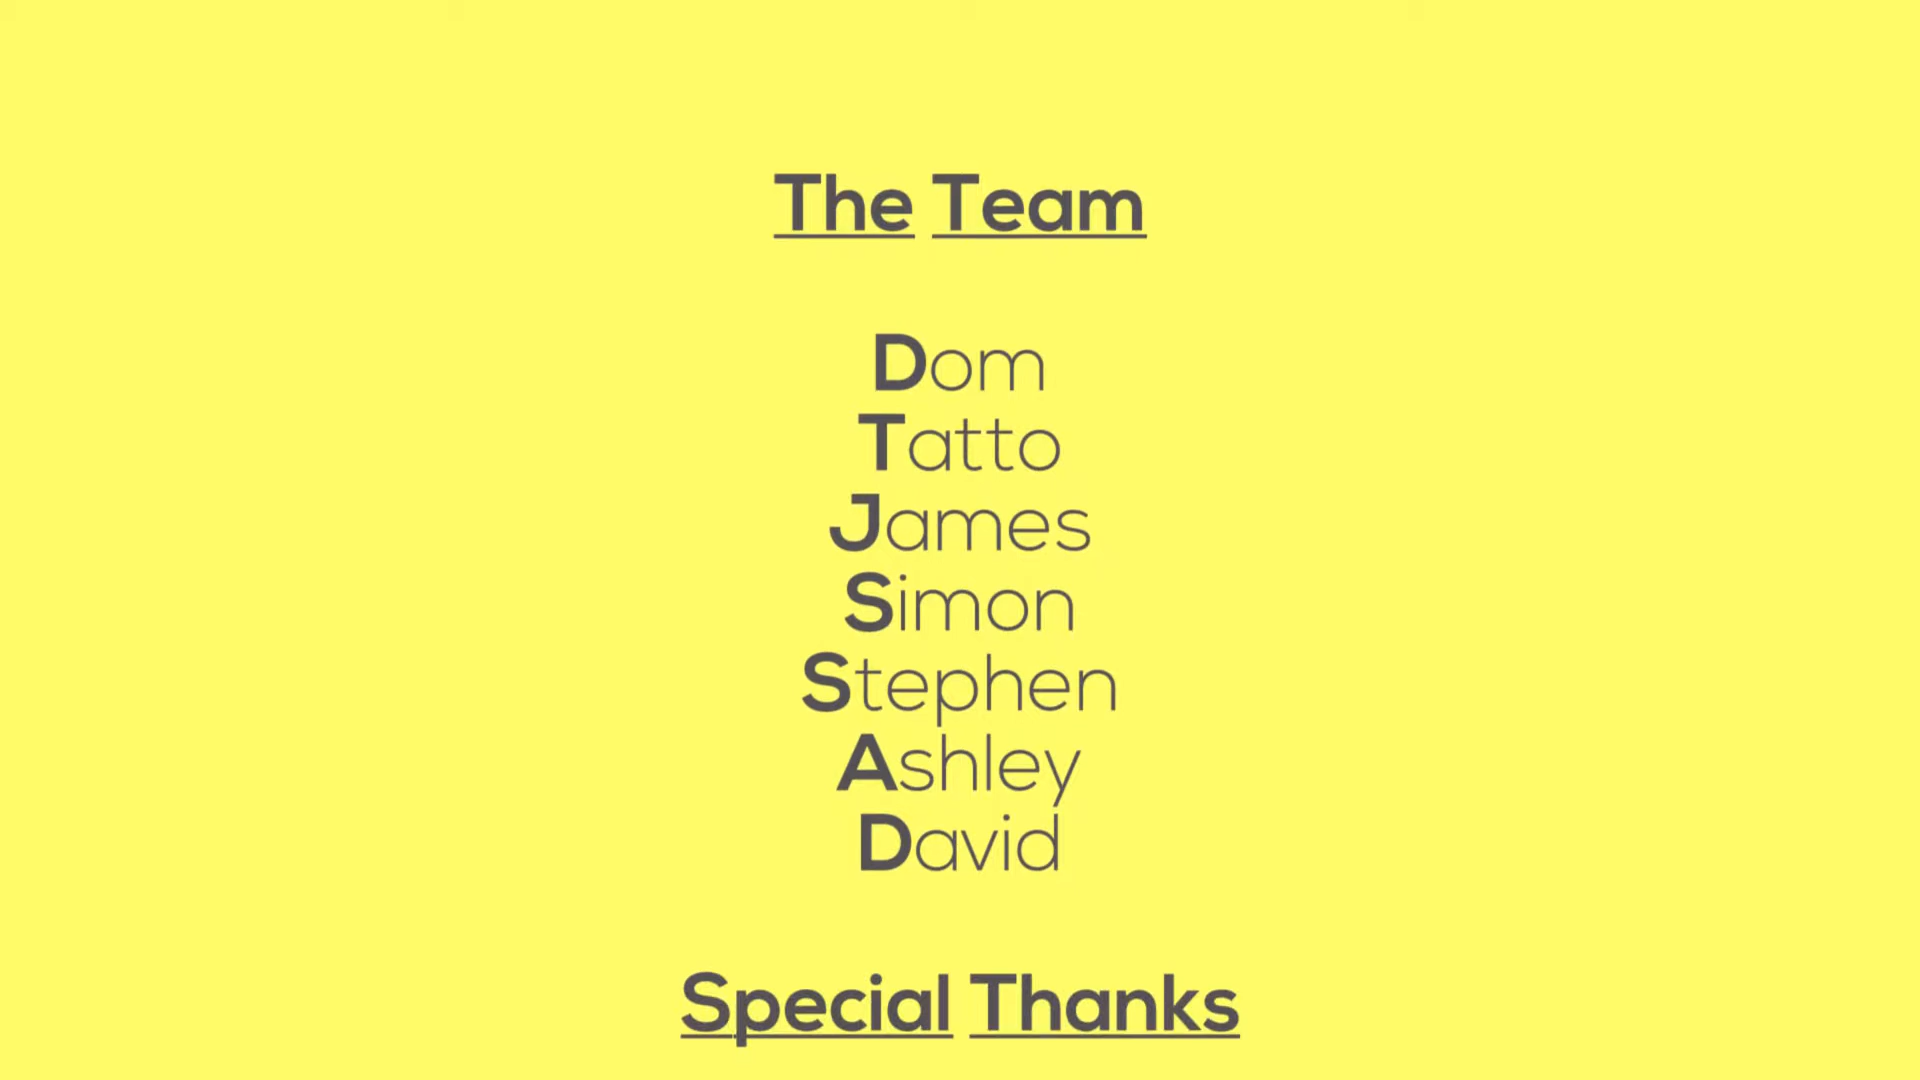 The Team
Dom
Tatto
James
Simon
Stephen
Ashley
David
Special Thanks